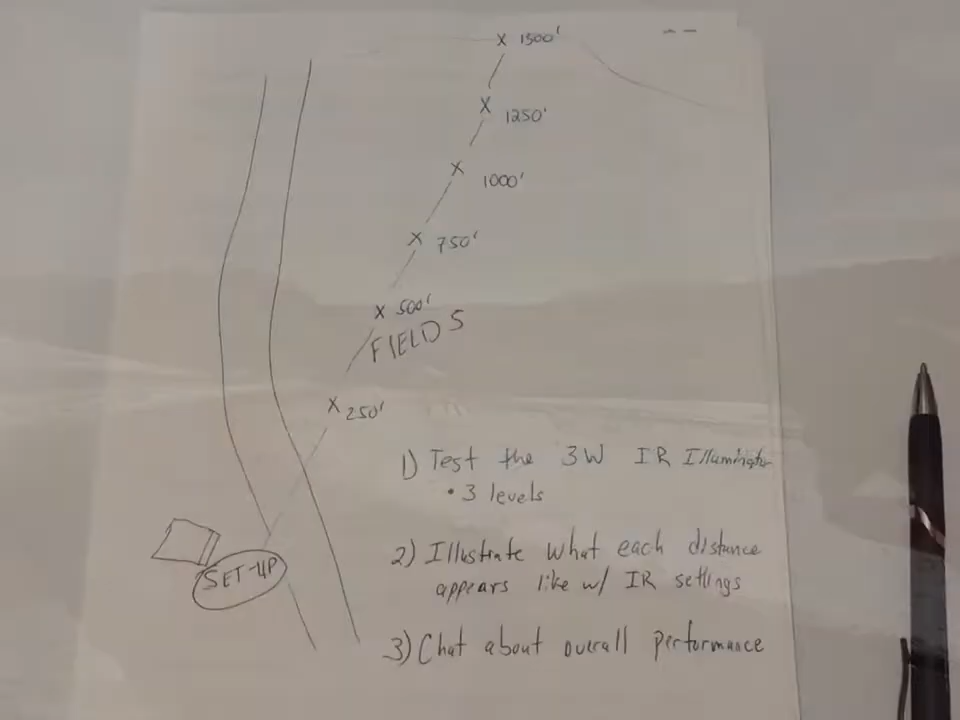 1500'
1250'
1000'
750'
500'
FIELDS
250'
1) Test the 3W IR Illuminator
• 3 levels
SET-UP
2) Illustrate what each distance
appears like w/ IR settings
3) Chat about overall performance